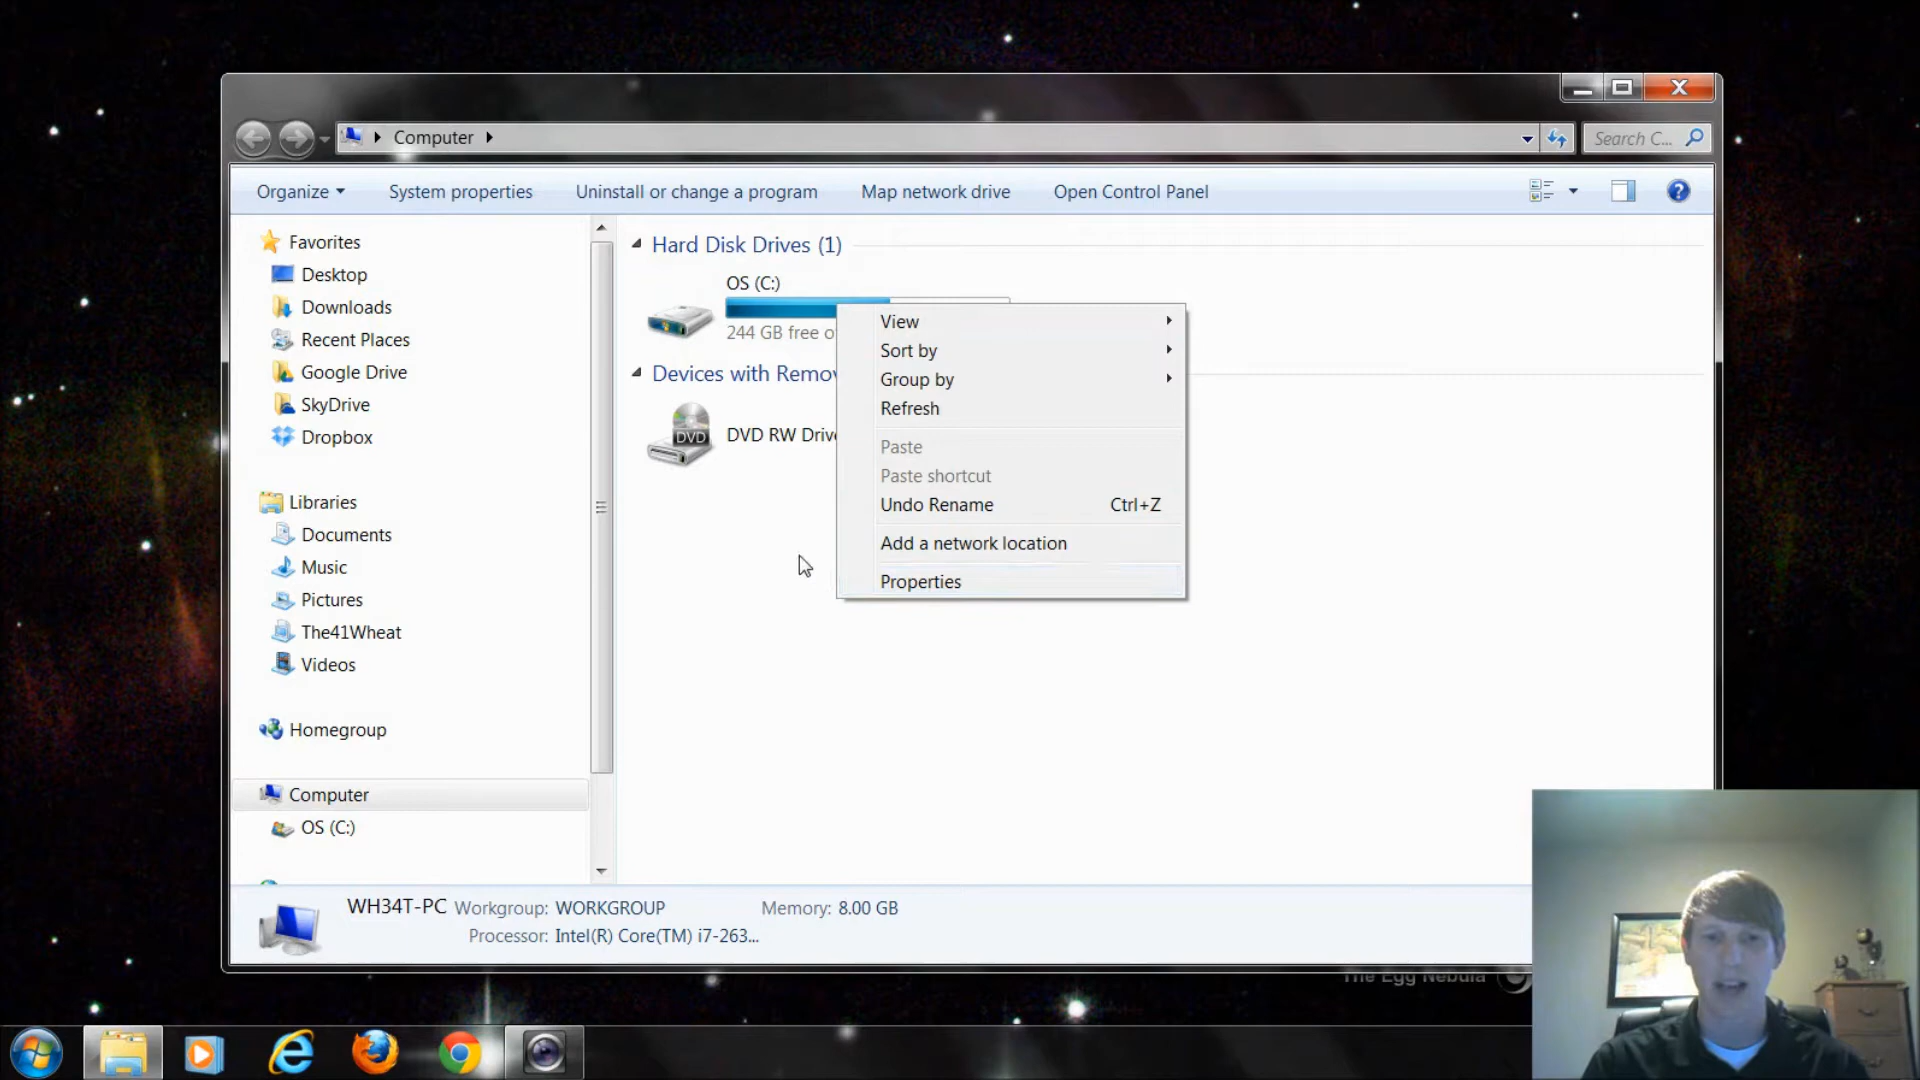 Computer
Search C...
Organize
System properties
Uninstall or change a program
Map network drive
Open Control Panel
Favorites
Desktop
Downloads
Recent Places
Google Drive
SkyDrive
Dropbox
Libraries
Documents
Music
Pictures
The41Wheat
Videos
Homegroup
Computer
OS (C:)
Hard Disk Drives (1)
OS (C:)
244 GB free o
Devices with Remov
DVD
DVD RW Driv
View
Sort by
Group by
Refresh
Paste
Paste shortcut
Undo Rename Ctrl+Z
Add a network location
Properties
WH34T-PC Workgroup: WORKGROUP Memory: 8.00 GB
Processor: Intel(R) Core(TM) i7-263...
The Egg Nebula